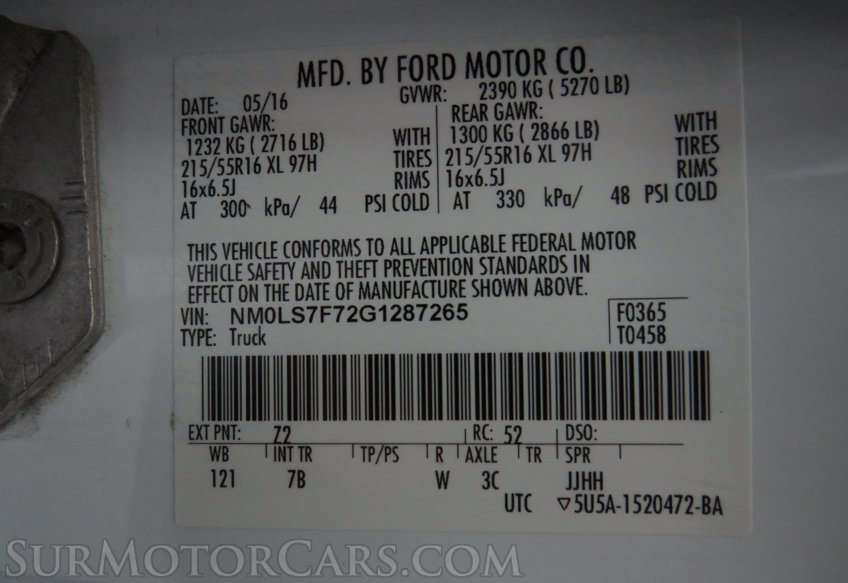 MFD. BY FORD MOTOR CO.
DATE: 05/16 GVWR: 2390 KG ( 5270 LB)
FRONT GAWR: REAR GAWR:
1232 KG ( 2716 LB) WITH 1300 KG ( 2866 LB) WITH
215/55R16 XL 97H TIRES 215/55R16 XL 97H TIRES
16x6.5J RIMS 16x6.5J RIMS
AT 300 kPa/ 44 PSI COLD AT 330 kPa/ 48 PSI COLD
THIS VEHICLE CONFORMS TO ALL APPLICABLE FEDERAL MOTOR
VEHICLE SAFETY AND THEFT PREVENTION STANDARDS IN
EFFECT ON THE DATE OF MANUFACTURE SHOWN ABOVE.
VIN: NM0LS7F72G1287265 F0365
TYPE: Truck T0458
EXT PNT: Z2 RC: 52 DSO:
WB INT TR TP/PS R AXLE TR SPR
121 7B W 3C JJHH
UTC ▽5U5A-1520472-BA
SURMOTORCARS.COM